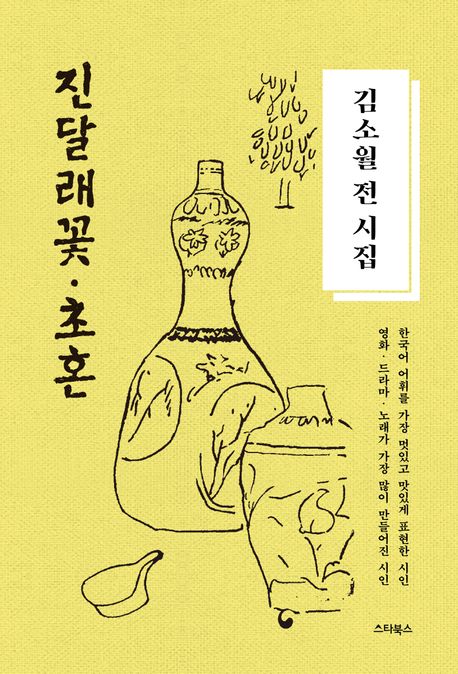 진달래꽃·초혼
김소월 전 시집
한국어 어휘를 가장 멋있고 맛있게 표현한 시인
영화·드라마·노래가 가장 많이 만들어진 시인
스타북스